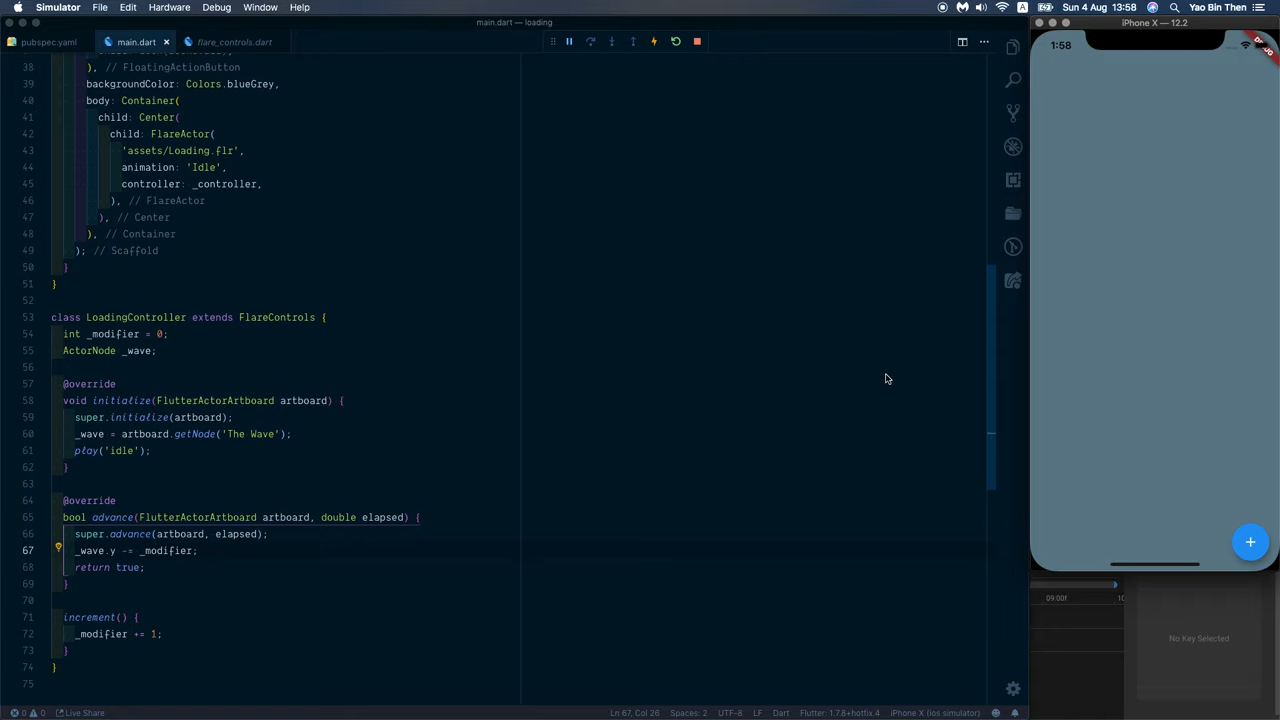 Simulator File Edit Hardware Debug Window Help
Sun 4 Aug 13:58 Yao Bin Then
main.dart — loading
iPhone X — 12.2
pubspec.yaml main.dart flare_controls.dart
1:58
DEBUG
38 ), // FloatingActionButton
39 backgroundColor: Colors.blueGrey,
40 body: Container(
41 child: Center(
42 child: FlareActor(
43 'assets/Loading.flr',
44 animation: 'Idle',
45 controller: _controller,
46 ), // FlareActor
47 ), // Center
48 ), // Container
49 ); // Scaffold
50 }
51 }
52
53 class LoadingController extends FlareControls {
54 int _modifier = 0;
55 ActorNode _wave;
56
57 @override
58 void initialize(FlutterActorArtboard artboard) {
59 super.initialize(artboard);
60 _wave = artboard.getNode('The Wave');
61 play('idle');
62 }
63
64 @override
65 bool advance(FlutterActorArtboard artboard, double elapsed) {
66 super.advance(artboard, elapsed);
67 _wave.y -= _modifier;
68 return true;
69 }
70
71 increment() {
72 _modifier += 1;
73 }
74 }
75
09:00f
No Key Selected
0 0 Live Share
Ln 67, Col 26 Spaces: 2 UTF-8 LF Dart Flutter: 1.7.8+hotfix.4 iPhone X (ios simulator)